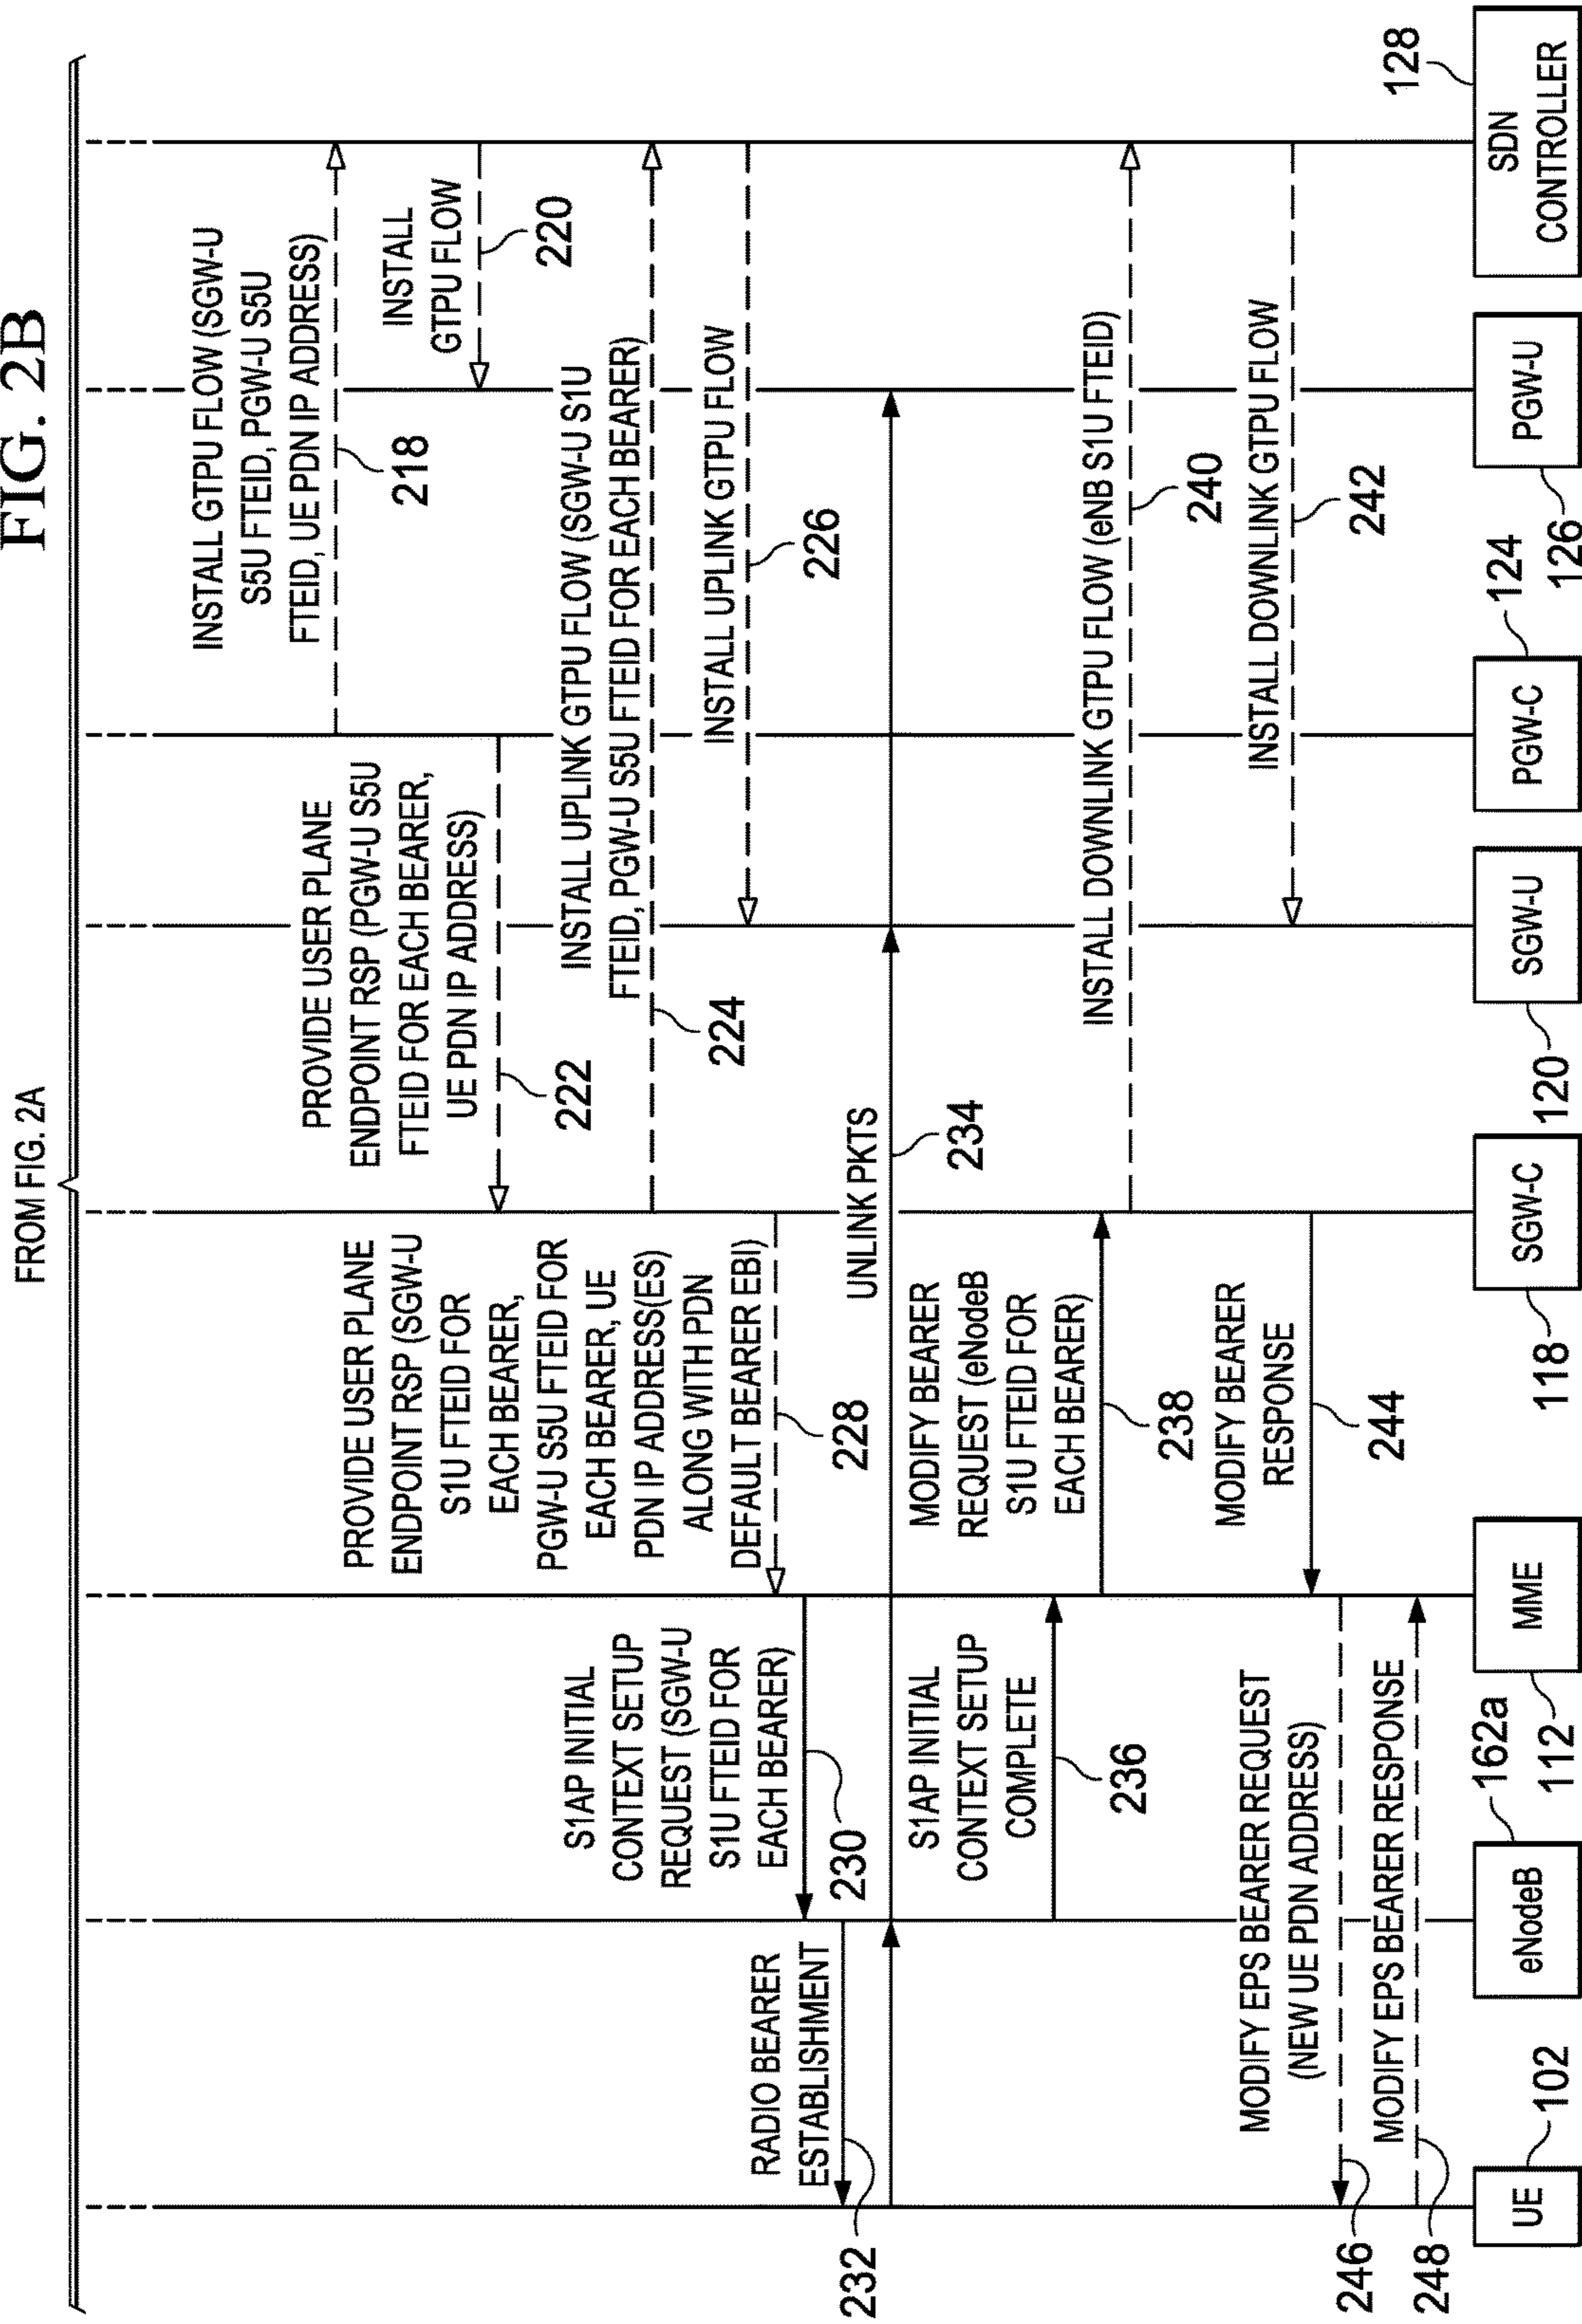 FIG. 2B
FROM FIG. 2A
INSTALL GTPU FLOW (SGW-U
S5U FTEID, PGW-U S5U
FTEID, UE PDN IP ADDRESS)
218
INSTALL
GTPU FLOW
220
PROVIDE USER PLANE
ENDPOINT RSP (PGW-U S5U
FTEID FOR EACH BEARER,
UE PDN IP ADDRESS)
222
INSTALL UPLINK GTPU FLOW (SGW-U S1U
FTEID, PGW-U S5U FTEID FOR EACH BEARER)
224
INSTALL UPLINK GTPU FLOW
226
PROVIDE USER PLANE
ENDPOINT RSP (SGW-U
S1U FTEID FOR
EACH BEARER,
PGW-U S5U FTEID FOR
EACH BEARER, UE
PDN IP ADDRESS(ES)
ALONG WITH PDN
DEFAULT BEARER EBI)
228
S1AP INITIAL
CONTEXT SETUP
REQUEST (SGW-U
S1U FTEID FOR
EACH BEARER)
230
RADIO BEARER
ESTABLISHMENT
232
UNLINK PKTS
234
S1AP INITIAL
CONTEXT SETUP
COMPLETE
236
MODIFY BEARER
REQUEST (eNodeB
S1U FTEID FOR
EACH BEARER)
238
INSTALL DOWNLINK GTPU FLOW (eNB S1U FTEID)
240
INSTALL DOWNLINK GTPU FLOW
242
MODIFY BEARER
RESPONSE
244
MODIFY EPS BEARER REQUEST
(NEW UE PDN ADDRESS)
246
MODIFY EPS BEARER RESPONSE
248
UE
102
eNodeB
162a
MME
112
SGW-C
118
SGW-U
120
PGW-C
124
PGW-U
126
SDN
CONTROLLER
128